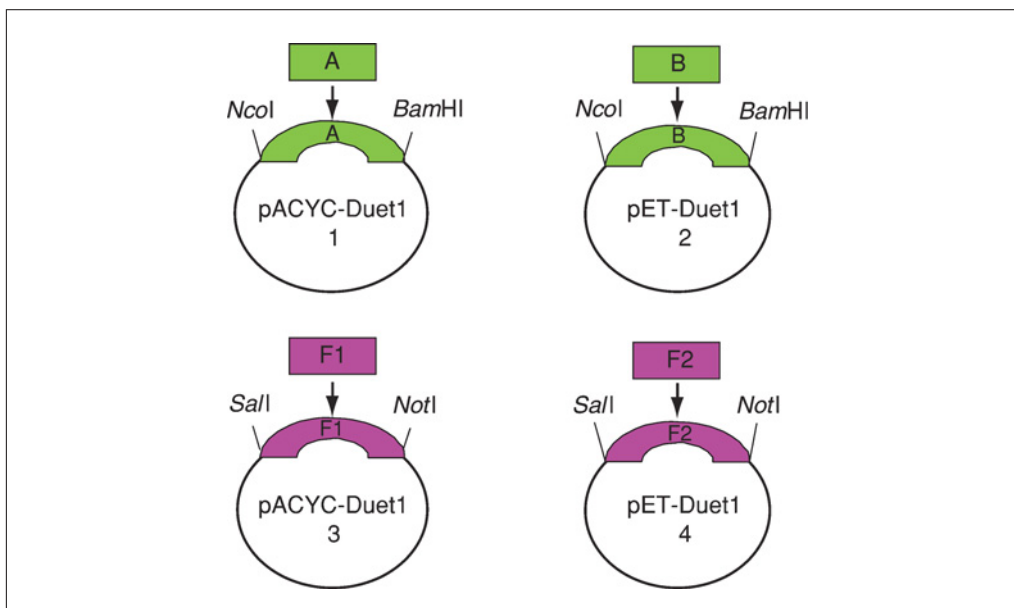 A
B
NcoI
BamHI
A
NcoI
BamHI
B
pACYC-Duet1
1
pET-Duet1
2
F1
F2
SalI
NotI
F1
SalI
NotI
F2
pACYC-Duet1
3
pET-Duet1
4